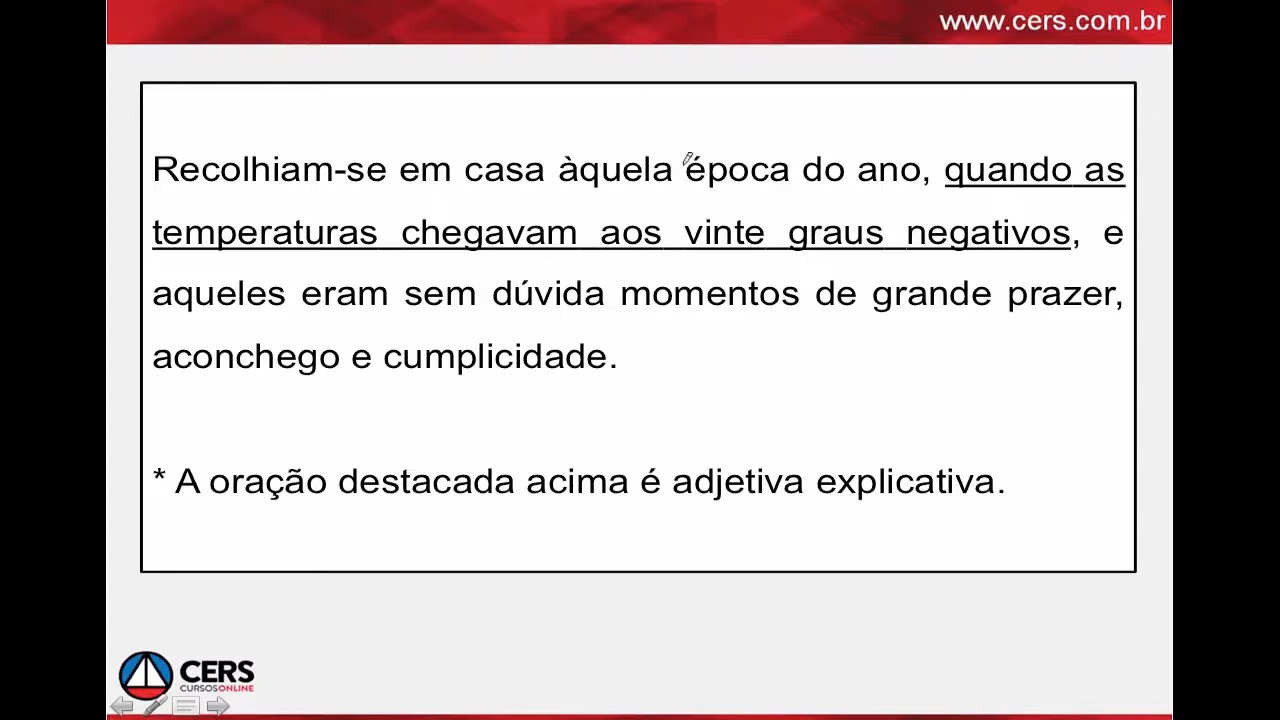 www.cers.com.br
Recolhiam-se em casa àquela época do ano, quando as
temperaturas chegavam aos vinte graus negativos, e
aqueles eram sem dúvida momentos de grande prazer,
aconchego e cumplicidade.
* A oração destacada acima é adjetiva explicativa.
CERS
CURSOSONLINE